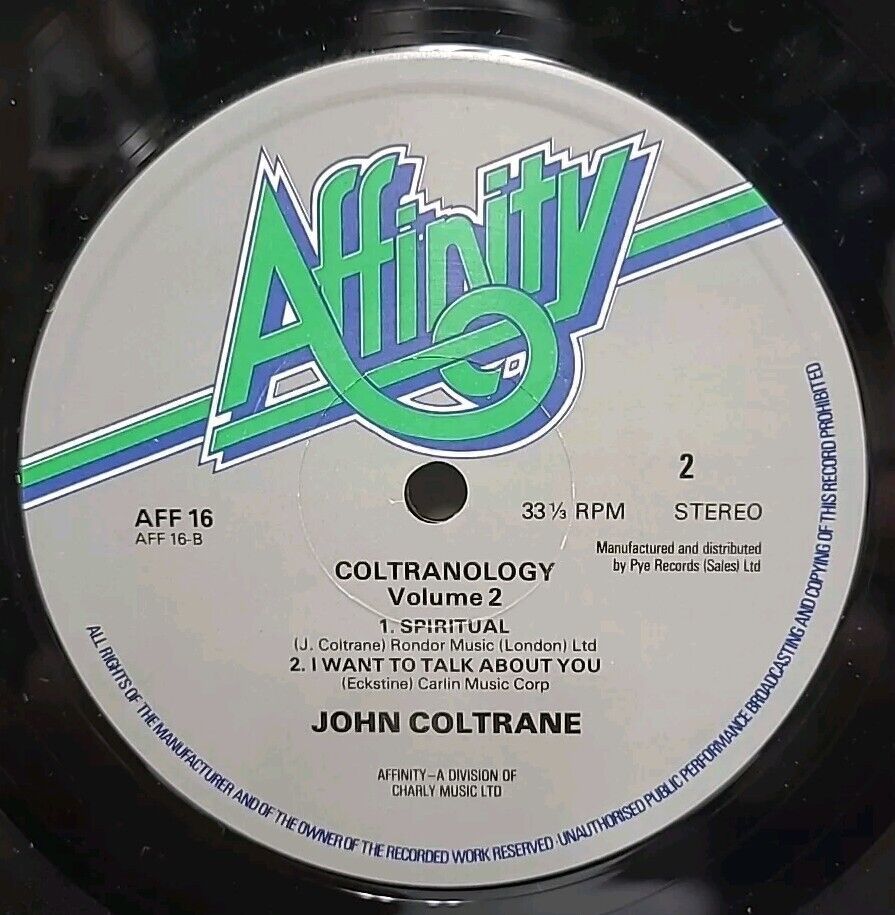 Affinity
2
AFF 16
33 ⅓ RPM
STEREO
AFF 16-B
Manufactured and distributed
by Pye Records (Sales) Ltd
COLTRANOLOGY
Volume 2
1. SPIRITUAL
(J. Coltrane) Rondor Music (London) Ltd
2. I WANT TO TALK ABOUT YOU
(Eckstine) Carlin Music Corp
JOHN COLTRANE
AFFINITY—A DIVISION OF
CHARLY MUSIC LTD
ALL RIGHTS OF THE MANUFACTURER AND OF THE OWNER OF THE RECORDED WORK RESERVED · UNAUTHORISED PUBLIC PERFORMANCE BROADCASTING AND COPYING OF THIS RECORD PROHIBITED